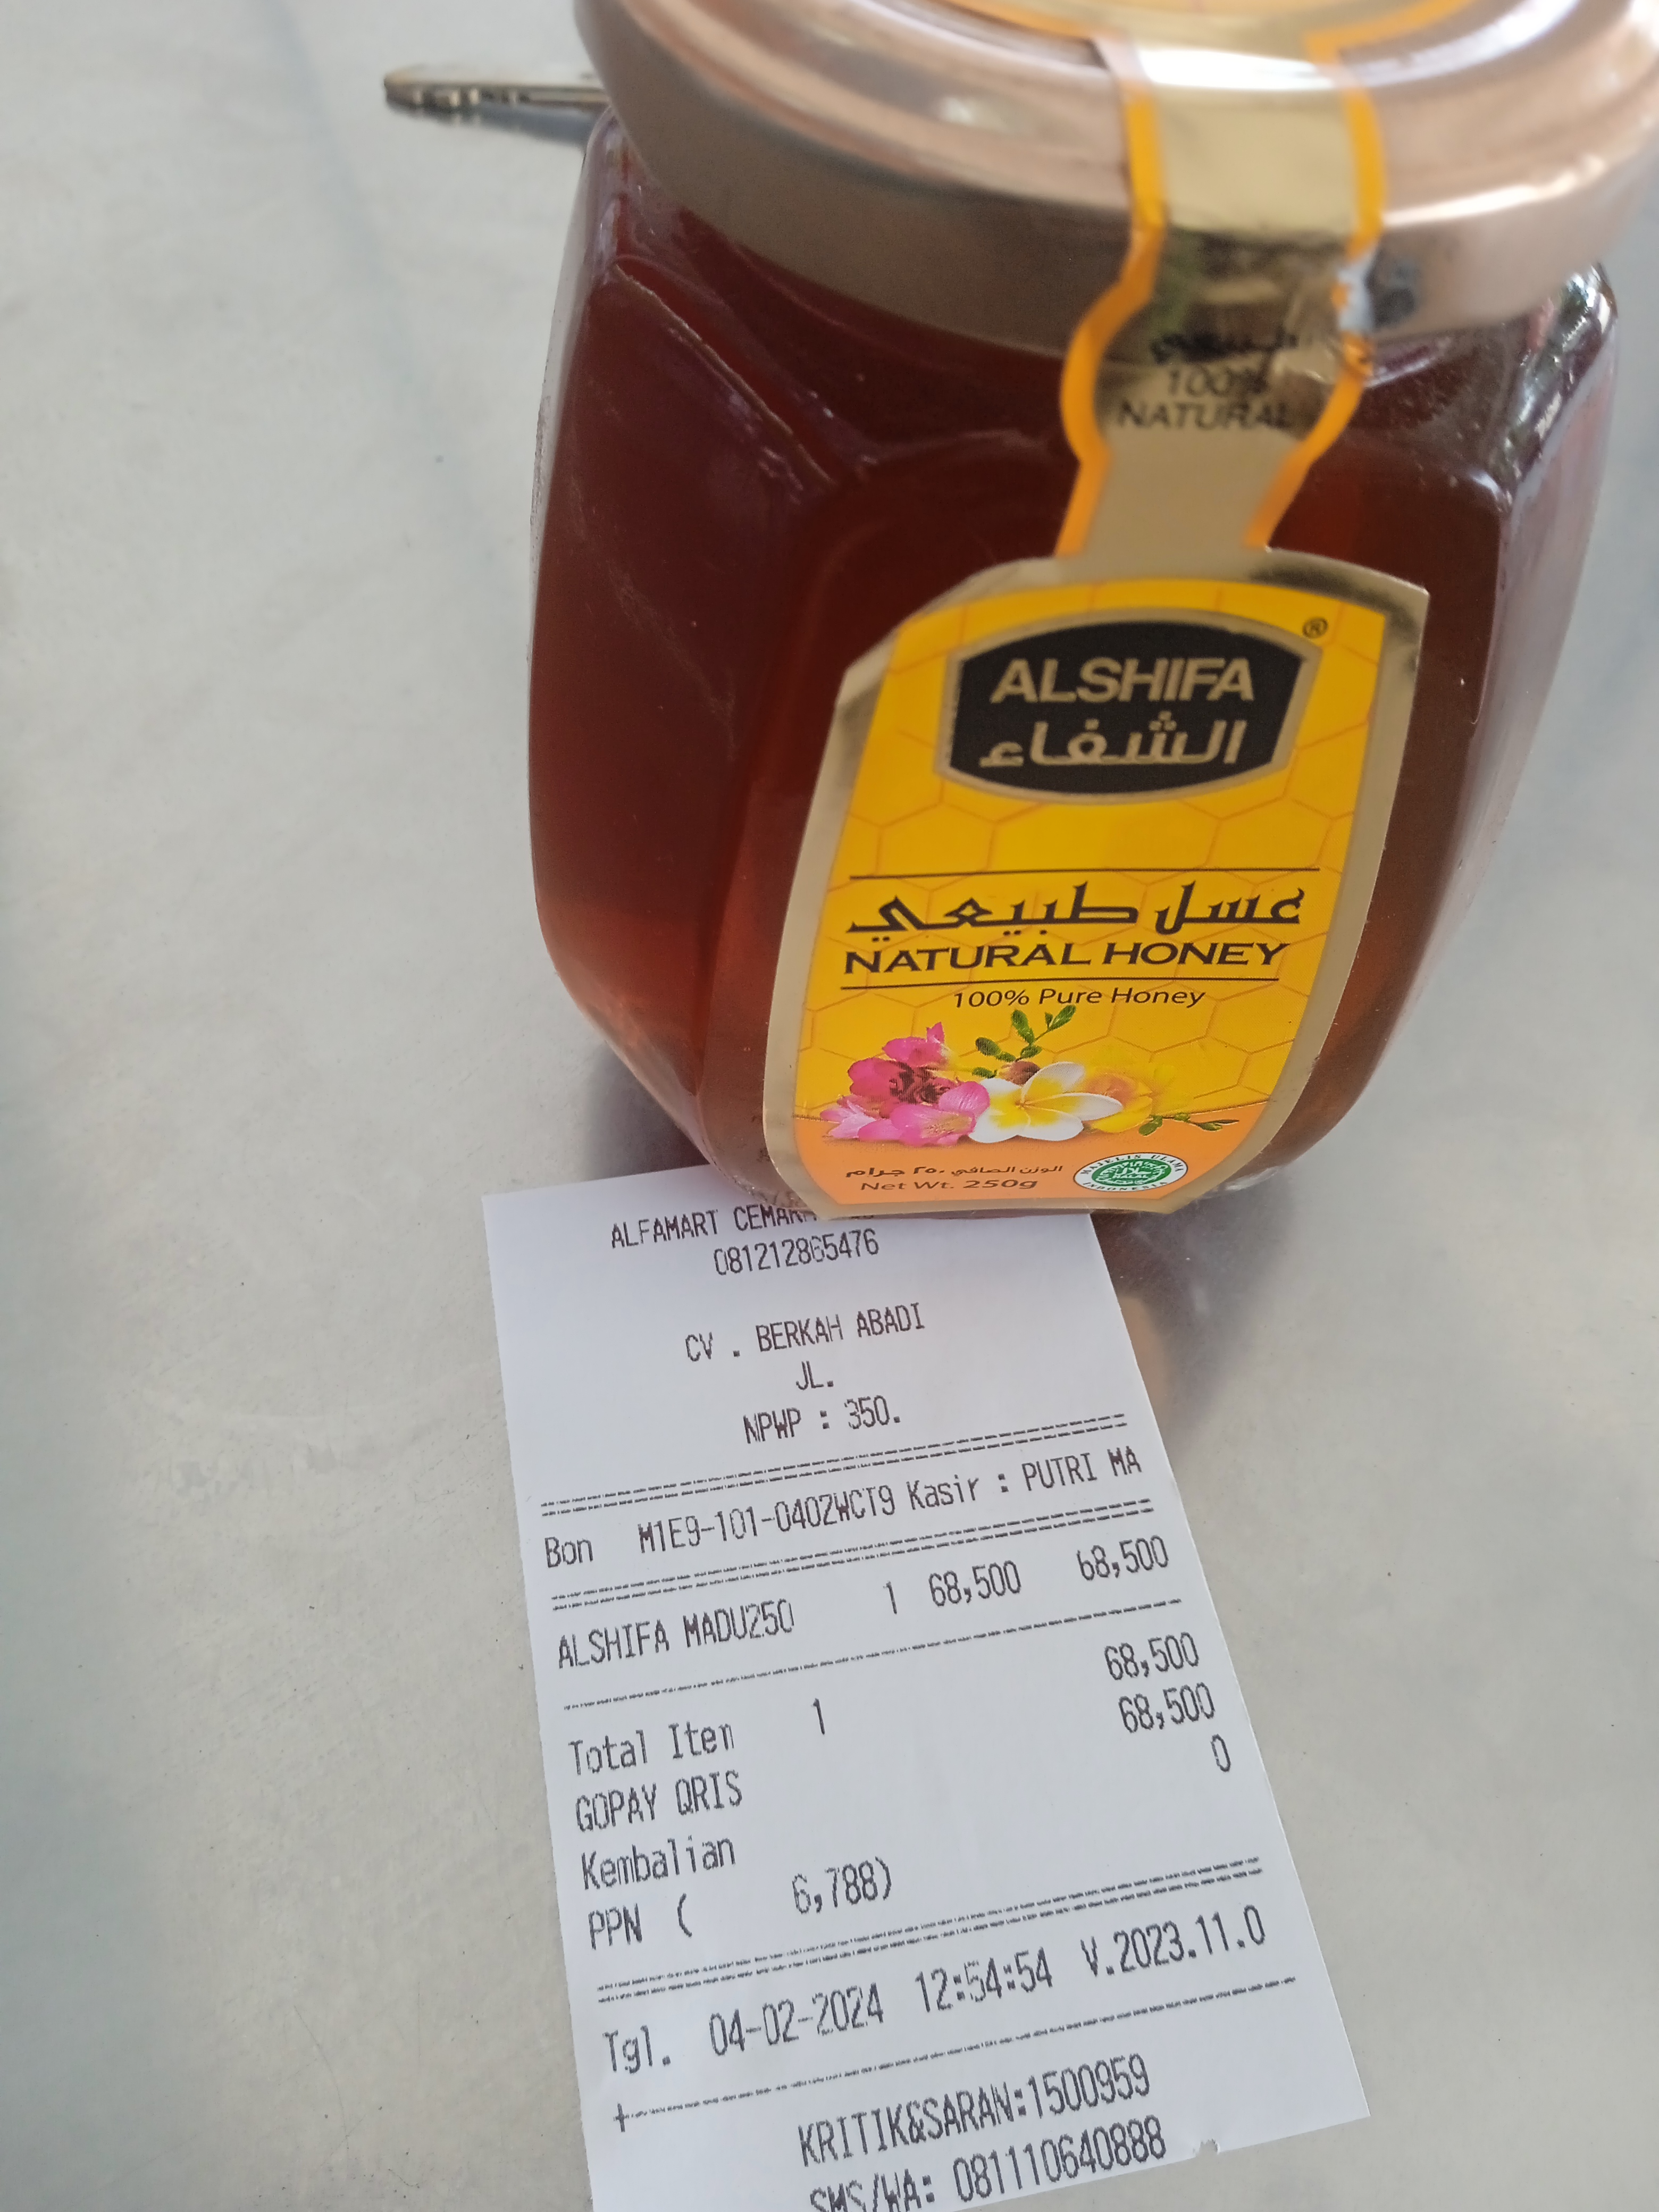 100%
NATURAL
ALSHIFA
®
الشفاء
عسل طبيعي
NATURAL HONEY
100% Pure Honey
الوزن الصافي ٢٥٠ جرام
Net Wt. 250g
MAJELIS ULAMA
INDONESIA
ALFAMART
081212865476
CV . BERKAH ABADI
JL.
NPWP : 350.
Bon M1E9-101-0402WCT9 Kasir : PUTRI MA
ALSHIFA MADU250 1 68,500 68,500
Total Item 1 68,500
GOPAY QRIS 68,500
Kembalian 0
PPN ( 6,788)
Tgl. 04-02-2024 12:54:54 V.2023.11.0
KRITIK&SARAN:1500959
SMS/WA: 081110640888